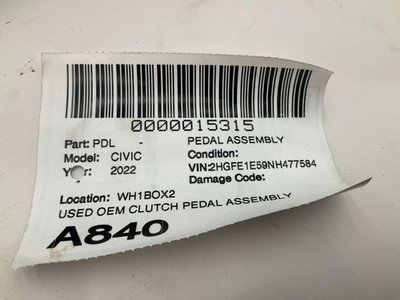 0000015315
Part: PDL - PEDAL ASSEMBLY
Model: CIVIC Condition:
Year: 2022 VIN:2HGFE1E59NH477584
Damage Code:
Location: WH1BOX2
USED OEM CLUTCH PEDAL ASSEMBLY
A840